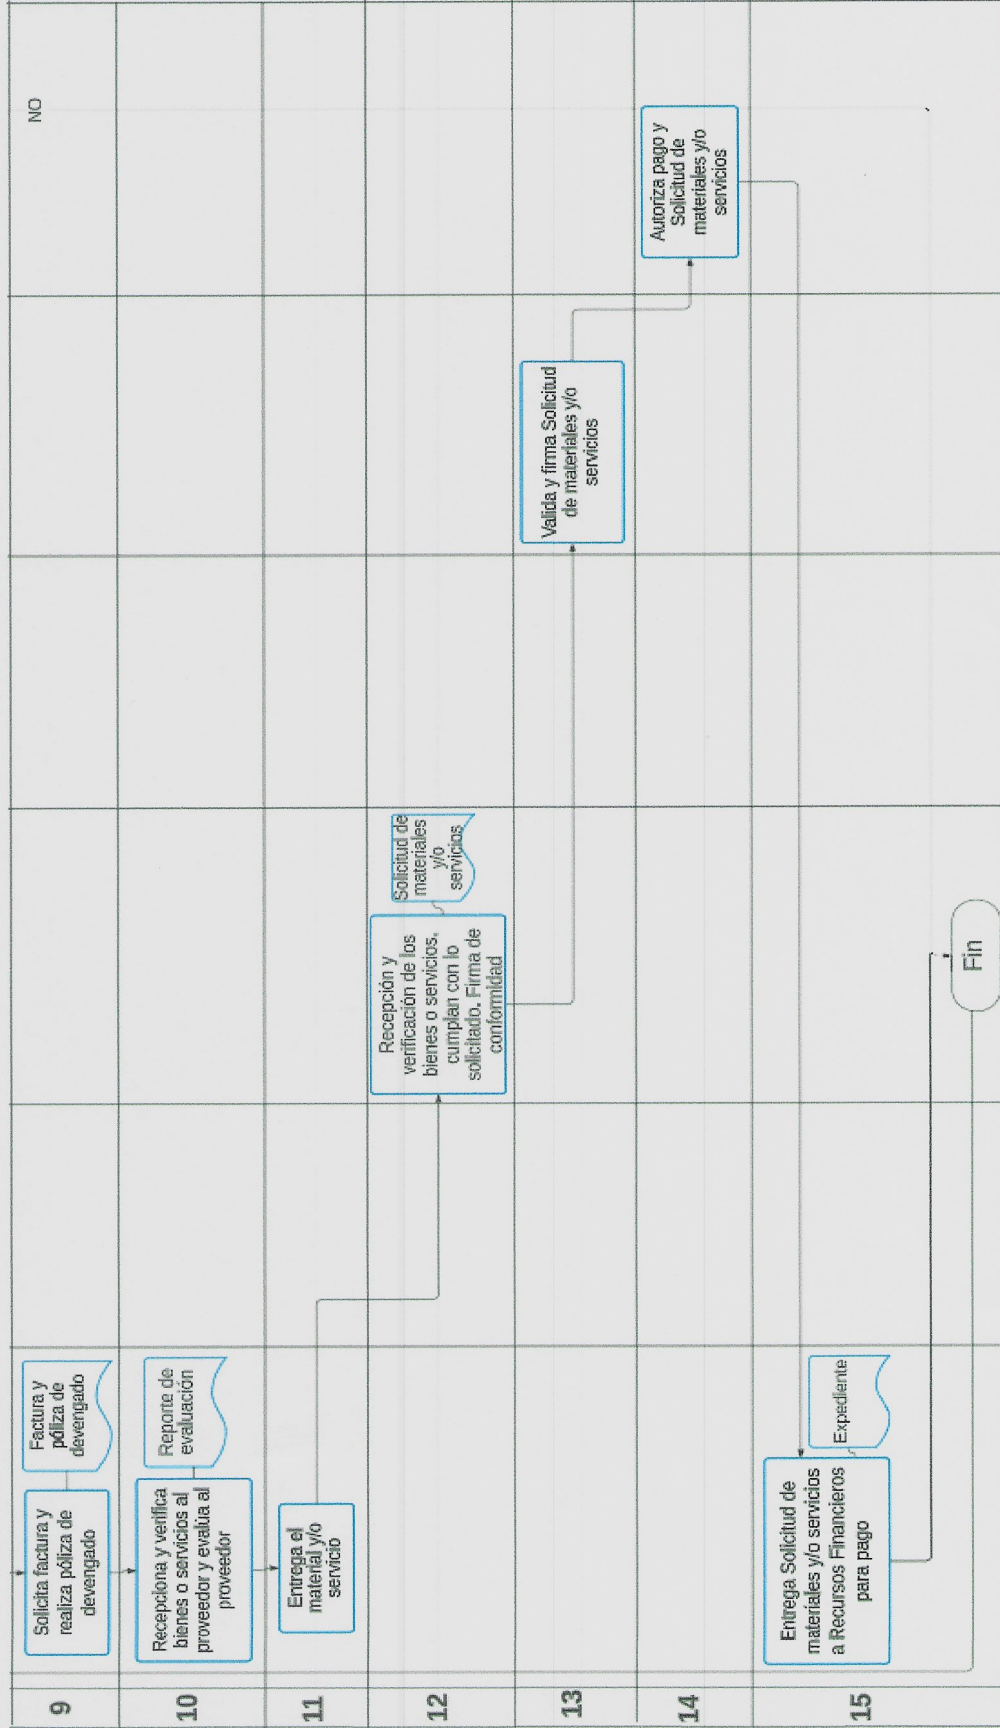 NO
9
Solicita factura y
realiza póliza de
devengado
Factura y
póliza de
devengado
10
Recepciona y verifica
bienes o servicios al
proveedor y evalúa al
proveedor
Reporte de
evaluación
11
Entrega el
material y/o
servicio
12
Recepción y
verificación de los
bienes o servicios,
cumplan con lo
solicitado. Firma de
conformidad
Solicitud de
materiales
y/o
servicios
13
Valida y firma Solicitud
de materiales y/o
servicios
14
Autoriza pago y
Solicitud de
materiales y/o
servicios
15
Entrega Solicitud de
materiales y/o servicios
a Recursos Financieros
para pago
Expediente
Fin